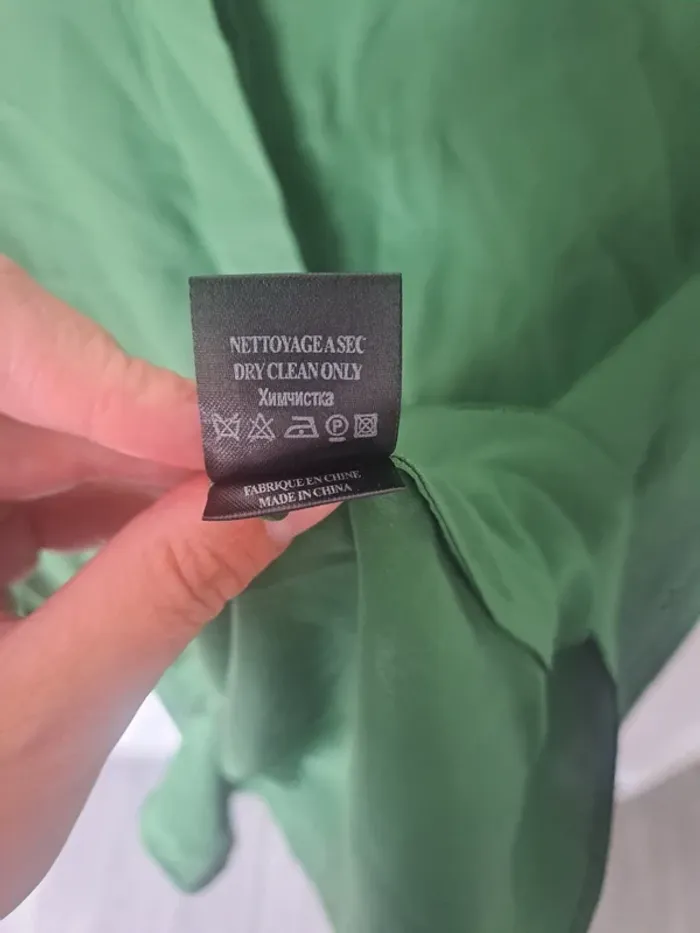 NETTOYAGE A SEC
DRY CLEAN ONLY
Химчистка
P
FABRIQUE EN CHINE
MADE IN CHINA